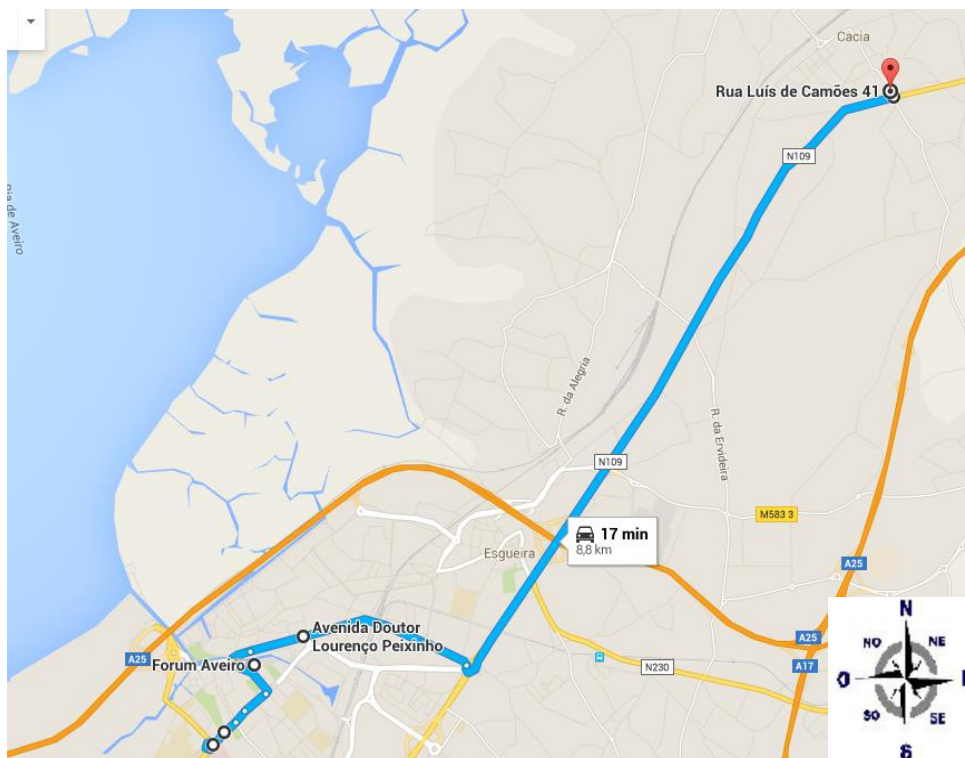 Cacia
Rua Luís de Camões 41
N109
Ria de Aveiro
R. da Alegria
R. da Ervideira
N109
M583 3
17 min
8,8 km
Esgueira
A25
Avenida Doutor
Lourenço Peixinho
A25
A25
Forum Aveiro
N230
A17
N
NO
NE
O
SO
SE
S